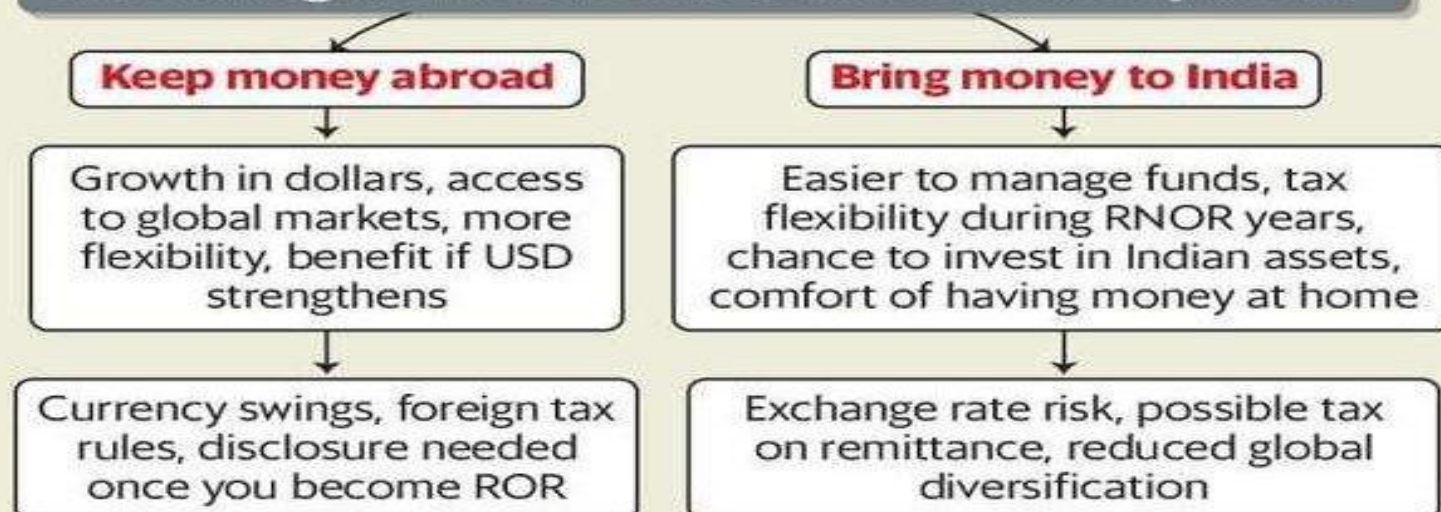 Keep money abroad
Growth in dollars, access
to global markets, more
flexibility, benefit if USD
strengthens
Currency swings, foreign tax
rules, disclosure needed
once you become ROR
Bring money to India
Easier to manage funds, tax
flexibility during RNOR years,
chance to invest in Indian assets,
comfort of having money at home
Exchange rate risk, possible tax
on remittance, reduced global
diversification